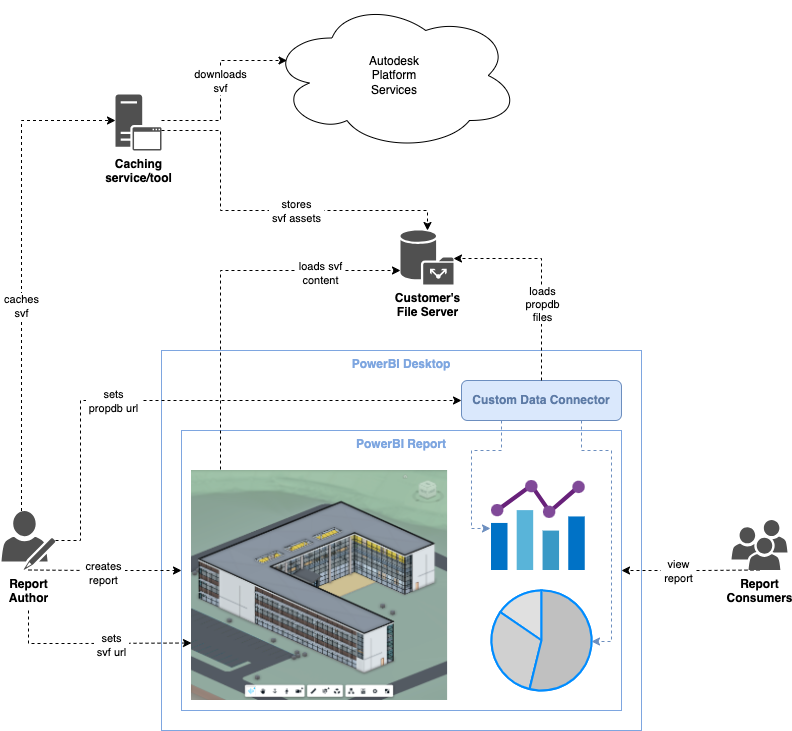 Autodesk
Platform
Services
downloads
svf
Caching
service/tool
stores
svf assets
loads svf
content
Customer's
File Server
loads
propdb
files
caches
svf
PowerBI Desktop
sets
propdb url
Custom Data Connector
PowerBI Report
creates
report
Report
Author
view
report
Report
Consumers
sets
svf url